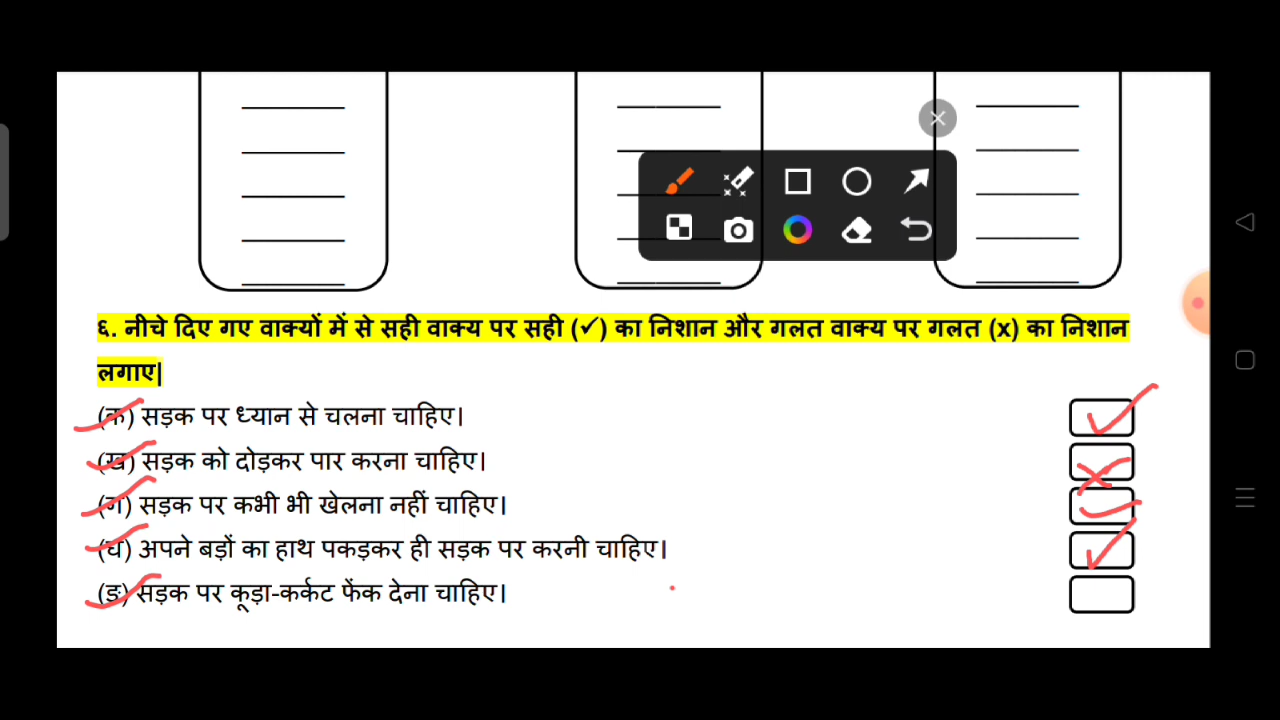 ६. नीचे दिए गए वाक्यों में से सही वाक्य पर सही (✓) का निशान और गलत वाक्य पर गलत (x) का निशान
लगाए|
(क) सड़क पर ध्यान से चलना चाहिए।
(ख) सड़क को दोड़कर पार करना चाहिए।
(ग) सड़क पर कभी भी खेलना नहीं चाहिए।
(घ) अपने बड़ों का हाथ पकड़कर ही सड़क पर करनी चाहिए।
(ङ) सड़क पर कूड़ा-कर्कट फेंक देना चाहिए।